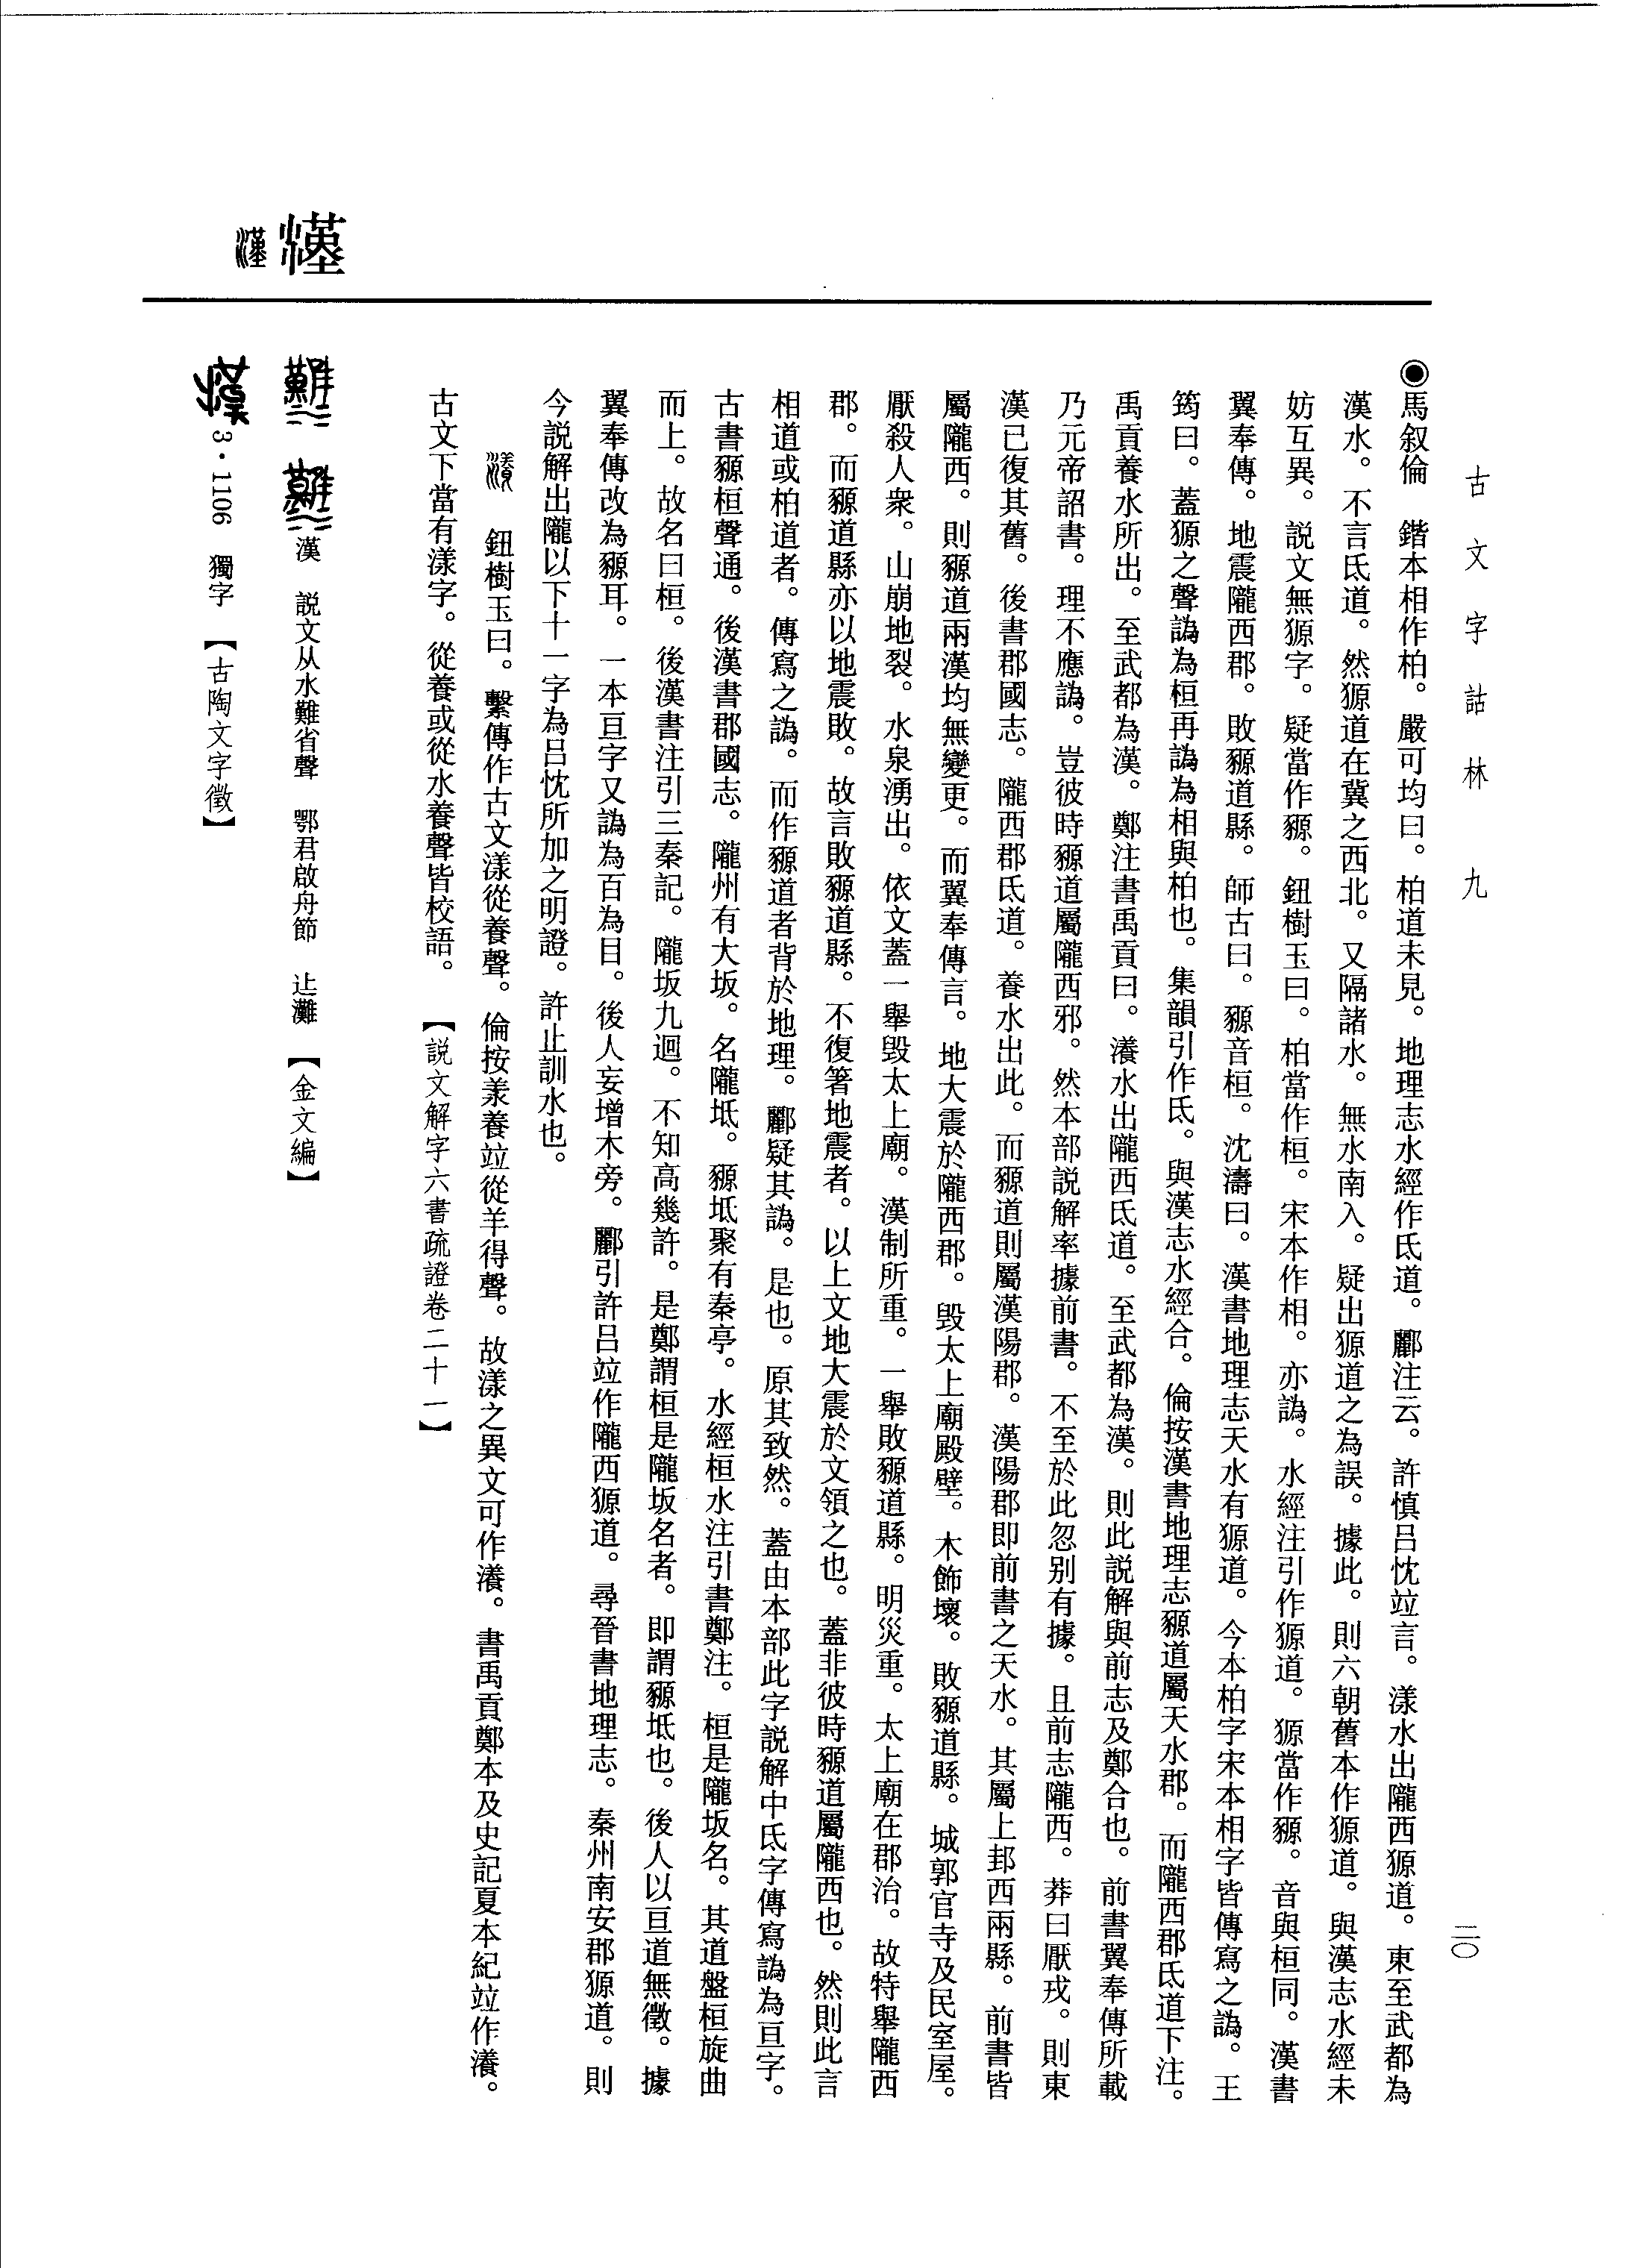 古文字詁林 九
二〇
◉馬叙倫　鍇本相作柏。嚴可均曰。柏道未見。地理志水經作氐道。酈注云。許慎呂忱竝言。漾水出隴西豲道。東至武都為
漢水。不言氐道。然豲道在冀之西北。又隔諸水。無水南入。疑出豲道之為誤。據此。則六朝舊本作豲道。與漢志水經未
妨互異。説文無豲字。疑當作䝠。鈕樹玉曰。柏當作桓。宋本作相。亦譌。水經注引作豲道。豲當作䝠。音與桓同。漢書
翼奉傳。地震隴西郡。敗䝠道縣。師古曰。䝠音桓。沈濤曰。漢書地理志天水有豲道。今本柏字宋本相字皆傳寫之譌。王
筠曰。蓋豲之聲譌為桓再譌為相與柏也。集韻引作氐。與漢志水經合。倫按漢書地理志䝠道屬天水郡。而隴西郡氐道下注。
禹貢養水所出。至武都為漢。鄭注書禹貢曰。瀁水出隴西氐道。至武都為漢。則此説解與前志及鄭合也。前書翼奉傳所載
乃元帝詔書。理不應譌。豈彼時䝠道屬隴西邪。然本部説解率據前書。不至於此忽别有據。且前志隴西。莽曰厭戎。則東
漢已復其舊。後書郡國志。隴西郡氐道。養水出此。而䝠道則屬漢陽郡。漢陽郡即前書之天水。其屬上邽西兩縣。前書皆
屬隴西。則䝠道兩漢均無變更。而翼奉傳言。地大震於隴西郡。毁太上廟殿壁。木飾壞。敗䝠道縣。城郭官寺及民室屋。
厭殺人衆。山崩地裂。水泉湧出。依文蓋一舉毁太上廟。漢制所重。一舉敗䝠道縣。明災重。太上廟在郡治。故特舉隴西
郡。而䝠道縣亦以地震敗。故言敗䝠道縣。不復箸地震者。以上文地大震於文領之也。蓋非彼時䝠道屬隴西也。然則此言
相道或柏道者。傳寫之譌。而作䝠道者背於地理。酈疑其譌。是也。原其致然。蓋由本部此字説解中氐字傳寫譌為亘字。
古書䝠桓聲通。後漢書郡國志。隴州有大坂。名隴坻。䝠坻聚有秦亭。水經桓水注引書鄭注。桓是隴坂名。其道盤桓旋曲
而上。故名曰桓。後漢書注引三秦記。隴坂九迴。不知高幾許。是鄭謂桓是隴坂名者。即謂䝠坻也。後人以亘道無徵。據
翼奉傳改為䝠耳。一本亘字又譌為百為目。後人妄增木旁。酈引許呂竝作隴西豲道。尋晉書地理志。秦州南安郡豲道。則
今説解出隴以下十一字為呂忱所加之明證。許止訓水也。
鈕樹玉曰。繫傳作古文漾從養聲。倫按羕養竝從羊得聲。故漾之異文可作瀁。書禹貢鄭本及史記夏本紀竝作瀁。
古文下當有漾字。從養或從水養聲皆校語。【説文解字六書疏證卷二十一】
漢　説文从水難省聲　鄂君啟舟節　辻灘　【金文編】
3·1106　獨字　【古陶文字徵】
漢